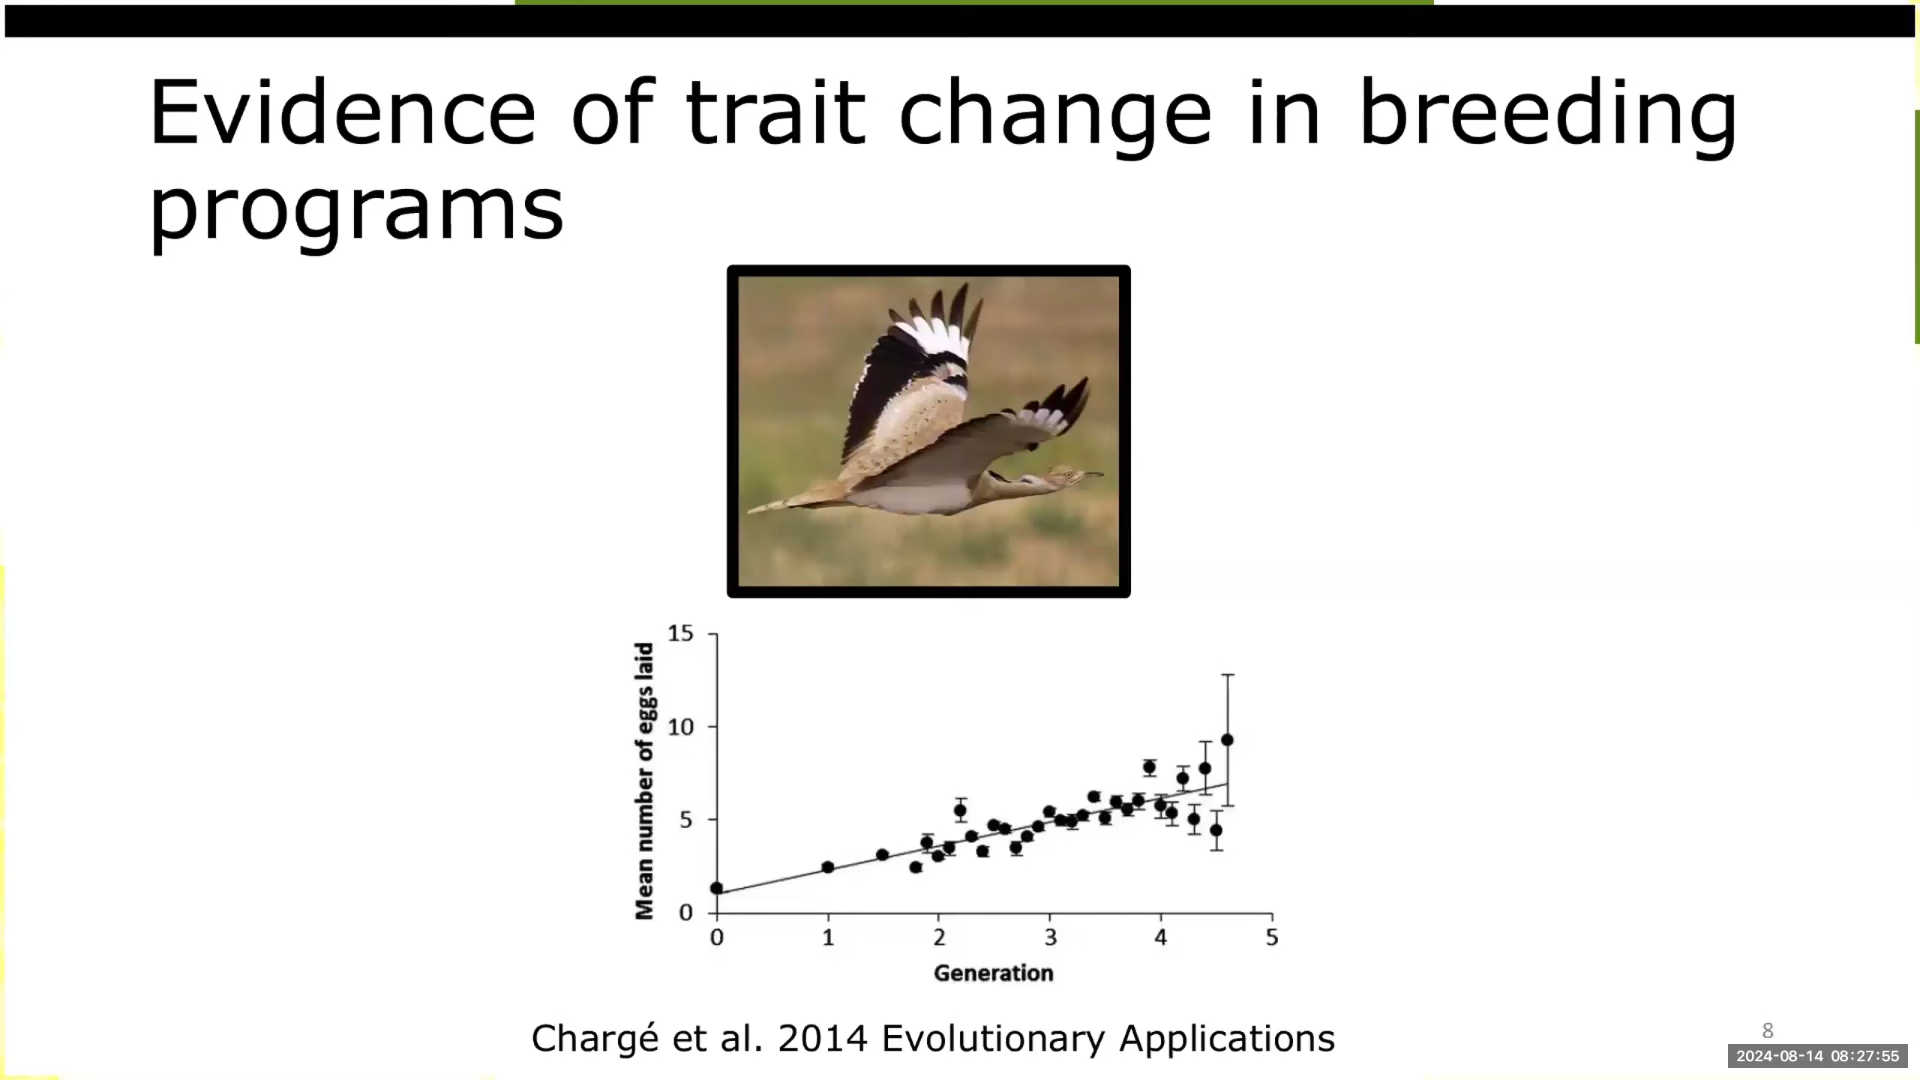 Evidence of trait change in breeding
programs
15
10
5
0
Mean number of eggs laid
0 1 2 3 4 5
Generation
Chargé et al. 2014 Evolutionary Applications
8
2024-08-14 08:27:55